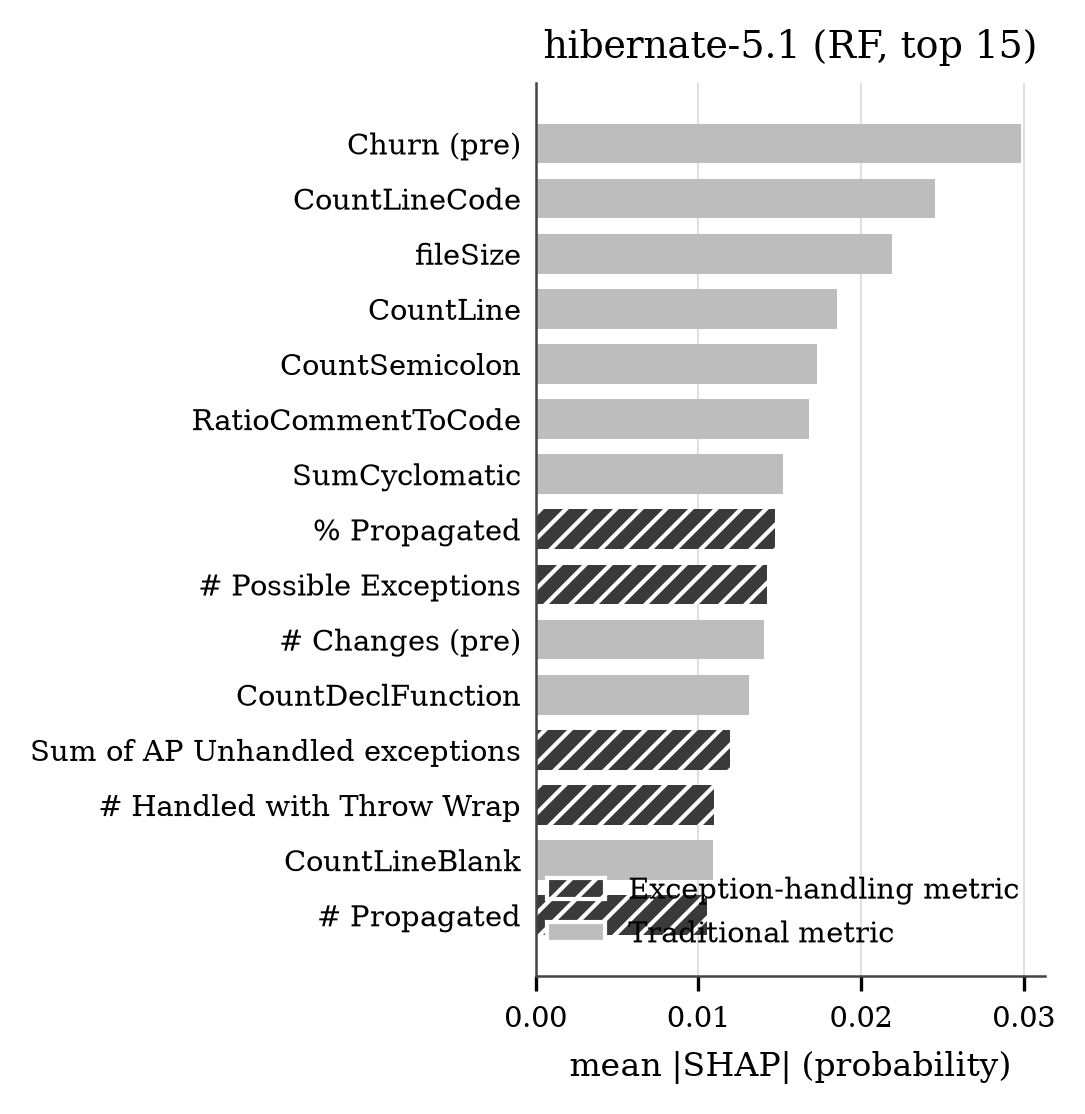 hibernate-5.1 (RF, top 15)
Churn (pre)
CountLineCode
fileSize
CountLine
CountSemicolon
RatioCommentToCode
SumCyclomatic
% Propagated
# Possible Exceptions
# Changes (pre)
CountDeclFunction
Sum of AP Unhandled exceptions
# Handled with Throw Wrap
CountLineBlank
Exception-handling metric
# Propagated
Traditional metric
0.00 0.01 0.02 0.03
mean |SHAP| (probability)